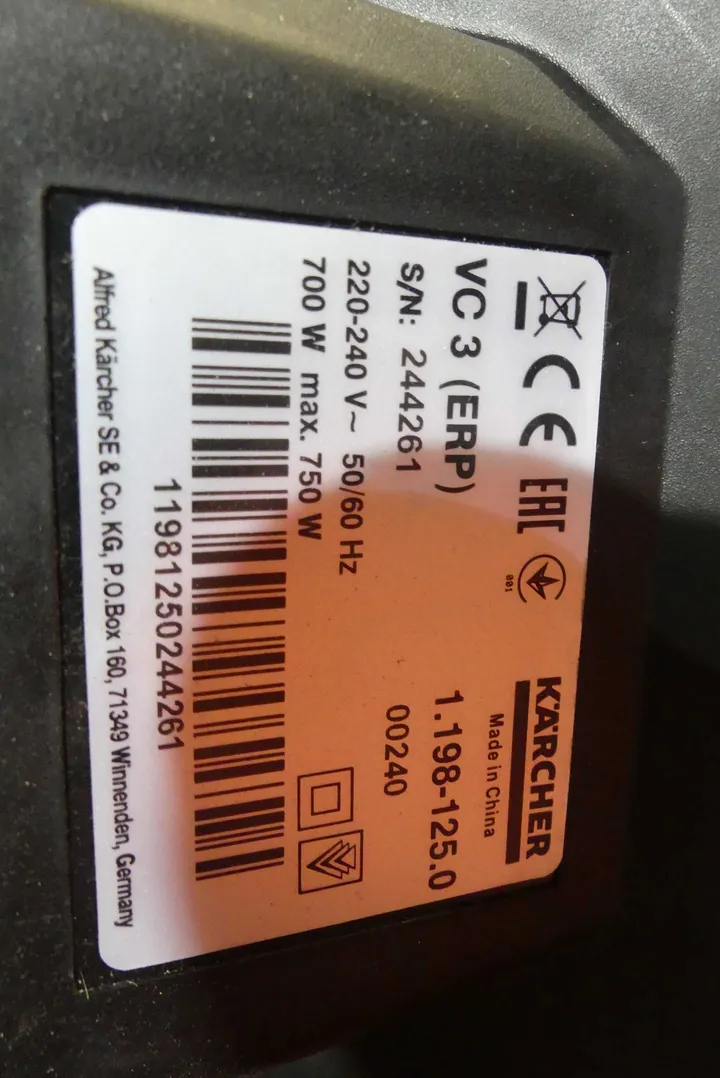 CE EAC 001 KÄRCHER
Made in China
VC 3 (ERP) 1.198-125.0
S/N: 244261 00240
220-240 V~ 50/60 Hz
700 W max. 750 W
11981250244261
Alfred Kärcher SE & Co. KG, P.O.Box 160, 71349 Winnenden, Germany